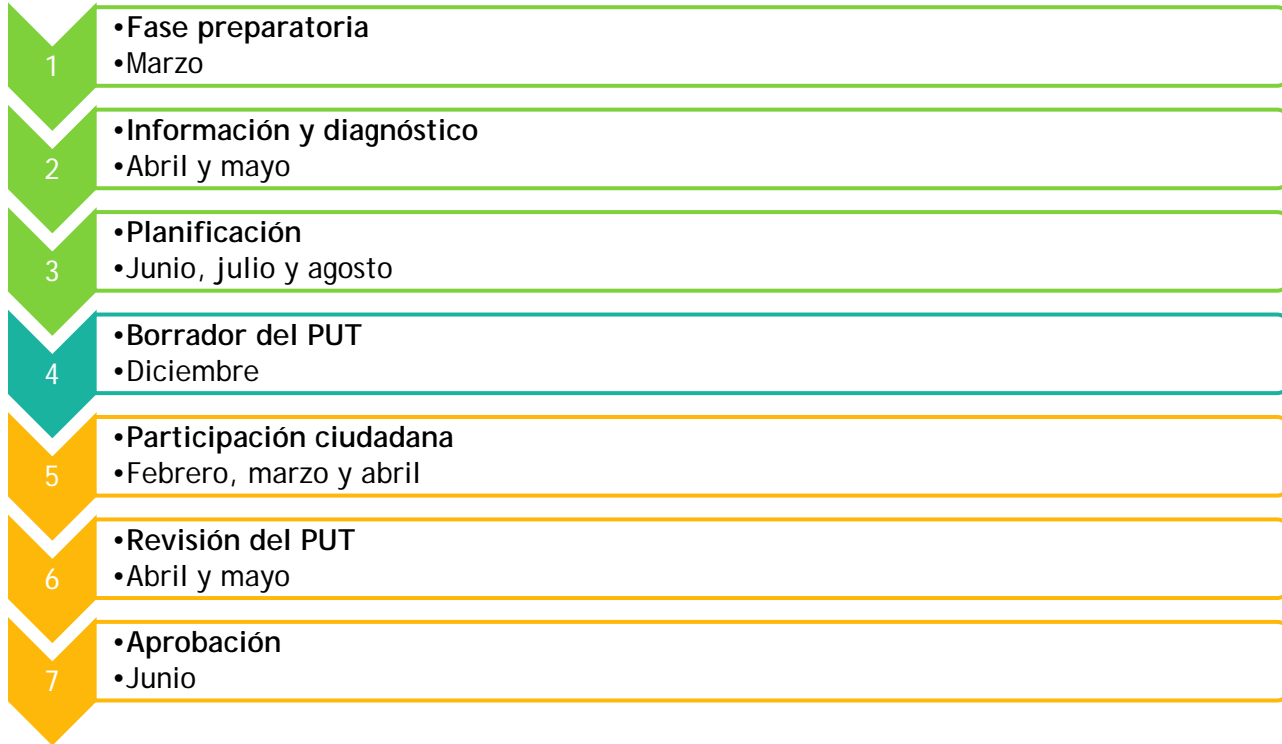 1
•Fase preparatoria
•Marzo
2
•Información y diagnóstico
•Abril y mayo
3
•Planificación
•Junio, julio y agosto
4
•Borrador del PUT
•Diciembre
5
•Participación ciudadana
•Febrero, marzo y abril
6
•Revisión del PUT
•Abril y mayo
7
•Aprobación
•Junio